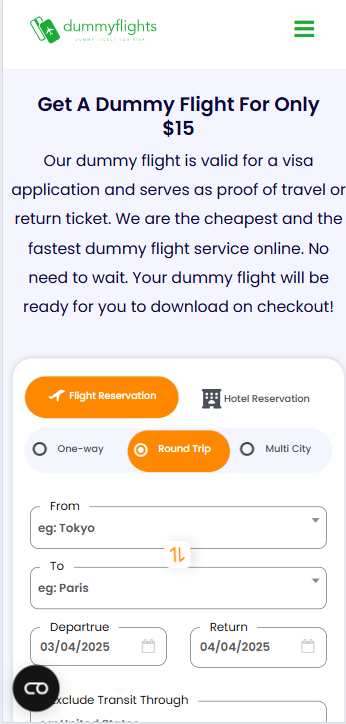 dummyflights
DUMMY TICKET FOR VISA
Get A Dummy Flight For Only
$15
Our dummy flight is valid for a visa
application and serves as proof of travel or
return ticket. We are the cheapest and the
fastest dummy flight service online. No
need to wait. Your dummy flight will be
ready for you to download on checkout!
Flight Reservation
Hotel Reservation
One-way
Round Trip
Multi City
From
eg: Tokyo
To
eg: Paris
Departrue
Return
03/04/2025
04/04/2025
Exclude Transit Through
eg: United States